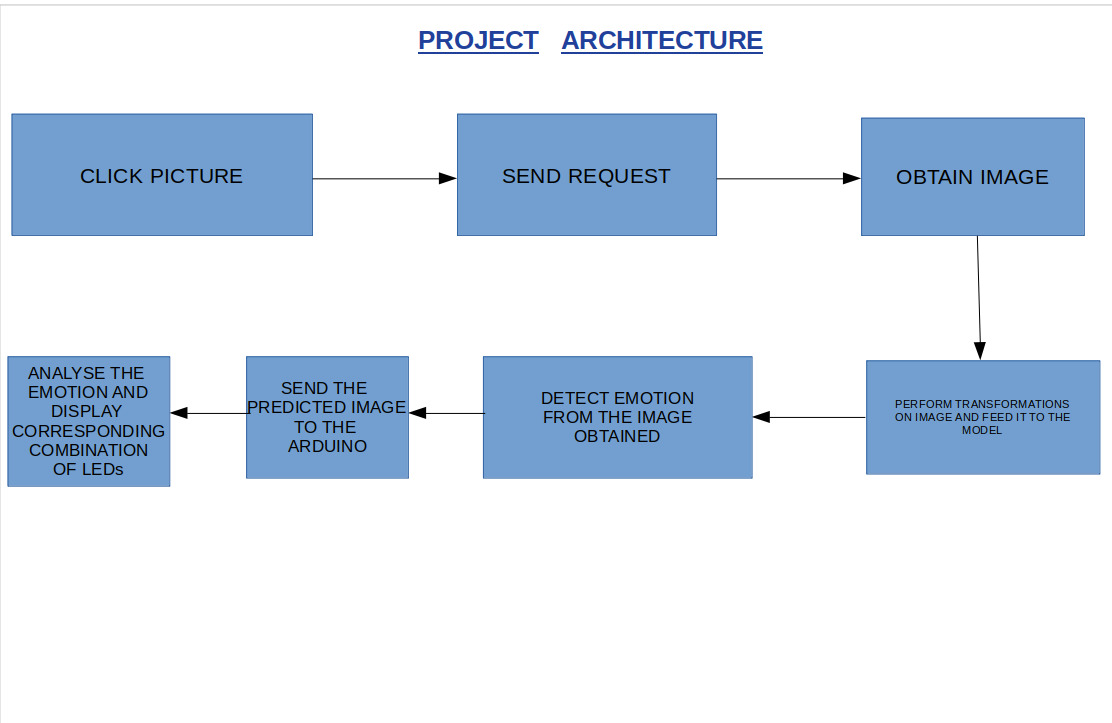 PROJECT ARCHITECTURE
CLICK PICTURE
SEND REQUEST
OBTAIN IMAGE
PERFORM TRANSFORMATIONS
ON IMAGE AND FEED IT TO THE
MODEL
DETECT EMOTION
FROM THE IMAGE
OBTAINED
SEND THE
PREDICTED IMAGE
TO THE
ARDUINO
ANALYSE THE
EMOTION AND
DISPLAY
CORRESPONDING
COMBINATION
OF LEDs